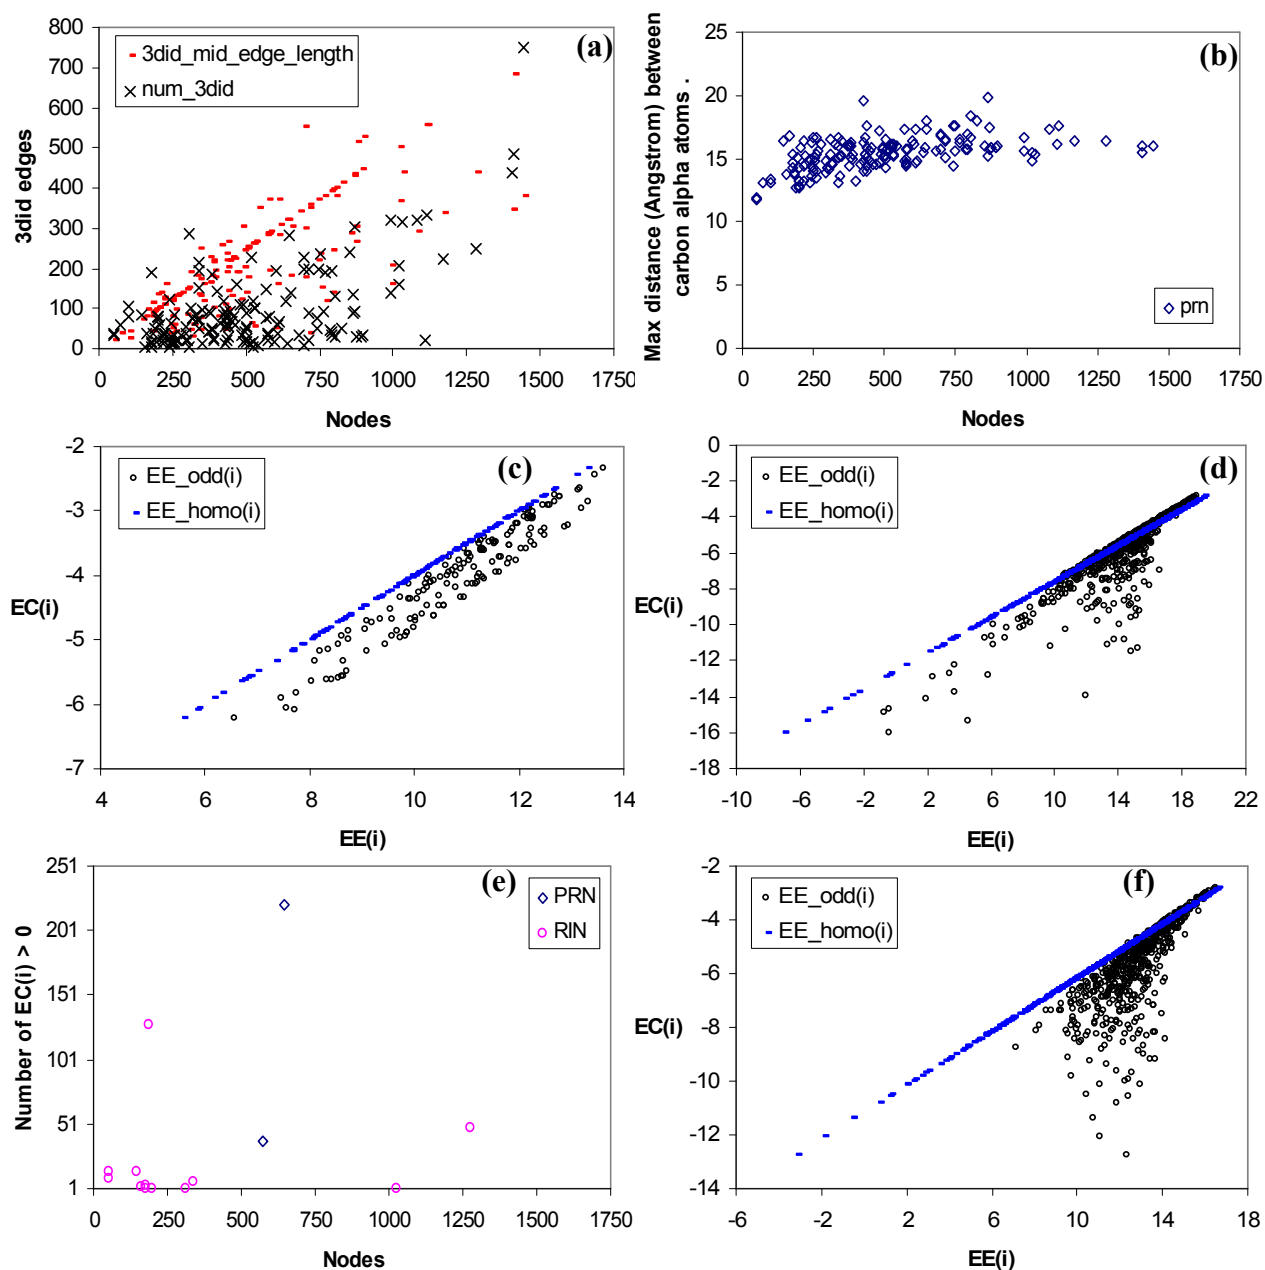 (a)
3did_mid_edge_length
num_3did
3did edges
800
700
600
500
400
300
200
100
0
0 250 500 750 1000 1250 1500 1750
Nodes
(b)
Max distance (Angstrom) between
carbon alpha atoms .
25
20
15
10
5
0
prn
0 250 500 750 1000 1250 1500 1750
Nodes
(c)
EE_odd(i)
EE_homo(i)
EC(i)
-2
-3
-4
-5
-6
-7
4 6 8 10 12 14
EE(i)
(d)
EE_odd(i)
EE_homo(i)
EC(i)
0
-2
-4
-6
-8
-10
-12
-14
-16
-18
-10 -6 -2 2 6 10 14 18 22
EE(i)
(e)
PRN
RIN
Number of EC(i) > 0
251
201
151
101
51
1
0 250 500 750 1000 1250 1500 1750
Nodes
(f)
EE_odd(i)
EE_homo(i)
EC(i)
-2
-4
-6
-8
-10
-12
-14
-6 -2 2 6 10 14 18
EE(i)